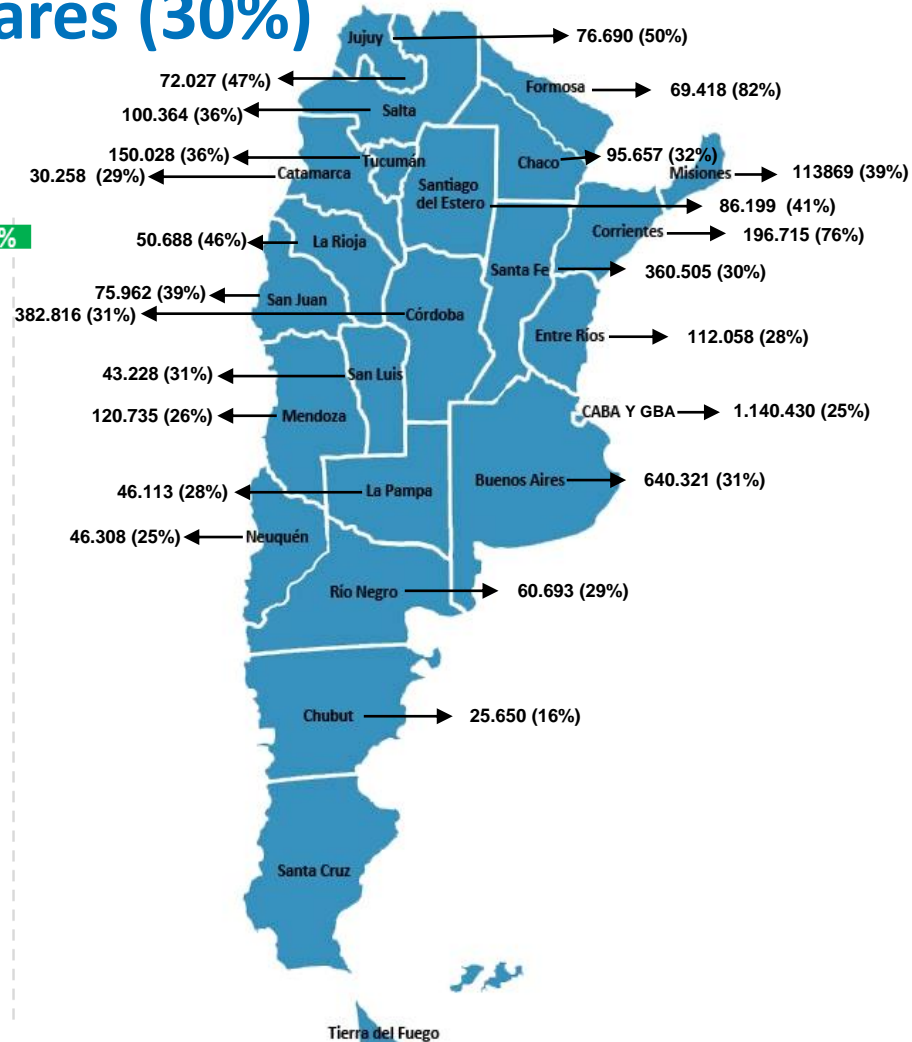 ares (30%)
Jujuy
76.690 (50%)
72.027 (47%)
Formosa
69.418 (82%)
100.364 (36%)
Salta
150.028 (36%)
Tucumán
Chaco
95.657 (32%)
30.258 (29%)
Catamarca
Misiones
113869 (39%)
Santiago
del Estero
86.199 (41%)
%
50.688 (46%)
La Rioja
Corrientes
196.715 (76%)
Santa Fe
360.505 (30%)
75.962 (39%)
San Juan
382.816 (31%)
Córdoba
Entre Ríos
112.058 (28%)
43.228 (31%)
San Luis
120.735 (26%)
Mendoza
CABA Y GBA
1.140.430 (25%)
46.113 (28%)
La Pampa
Buenos Aires
640.321 (31%)
46.308 (25%)
Neuquén
Río Negro
60.693 (29%)
Chubut
25.650 (16%)
Santa Cruz
Tierra del Fuego